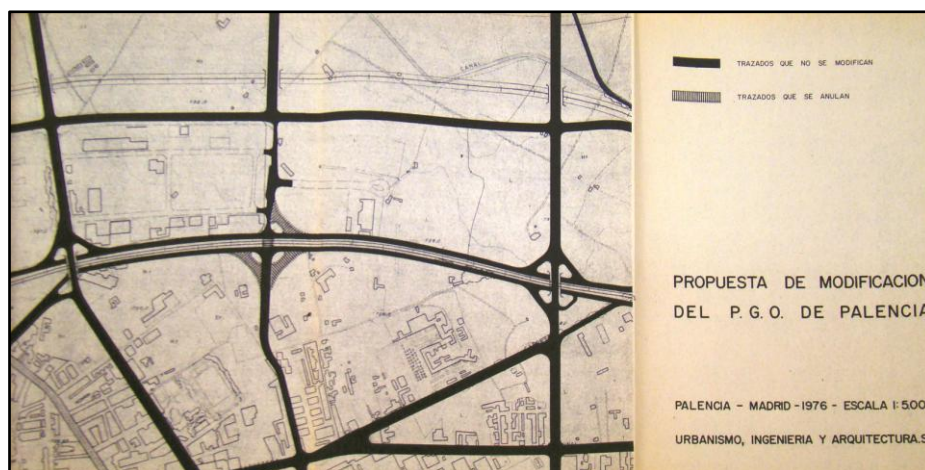 CANAL
TRAZADOS QUE NO SE MODIFICAN
TRAZADOS QUE SE ANULAN
PROPUESTA DE MODIFICACION
DEL P.G.O. DE PALENCIA
PALENCIA - MADRID - 1976 - ESCALA 1:500
URBANISMO, INGENIERIA Y ARQUITECTURA.S